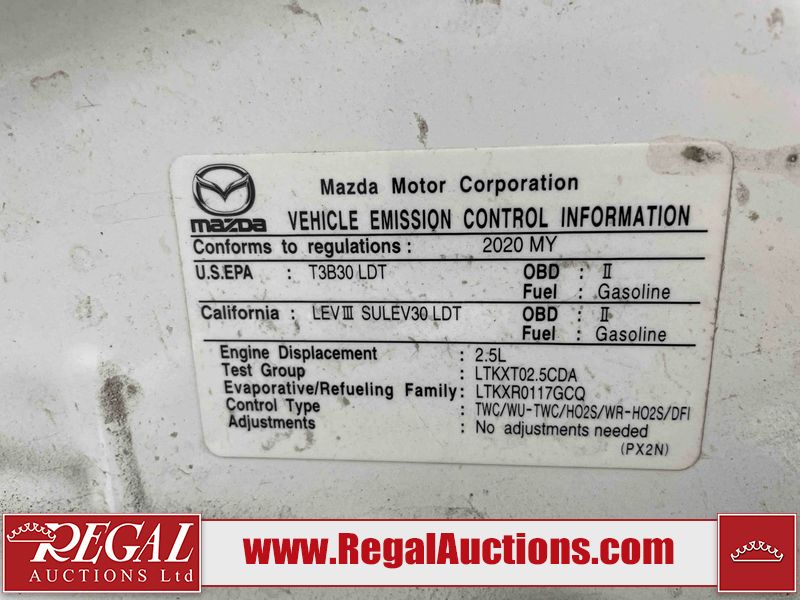 Mazda Motor Corporation
mazda
VEHICLE EMISSION CONTROL INFORMATION
Conforms to regulations : 2020 MY
U.S.EPA : T3B30 LDT OBD : II
Fuel : Gasoline
California : LEVIII SULEV30 LDT OBD : II
Fuel : Gasoline
Engine Displacement : 2.5L
Test Group : LTKXT02.5CDA
Evaporative/Refueling Family: LTKXR0117GCQ
Control Type : TWC/WU-TWC/HO2S/WR-HO2S/DFI
Adjustments : No adjustments needed
(PX2N)
REGAL
AUCTIONS Ltd
www.RegalAuctions.com